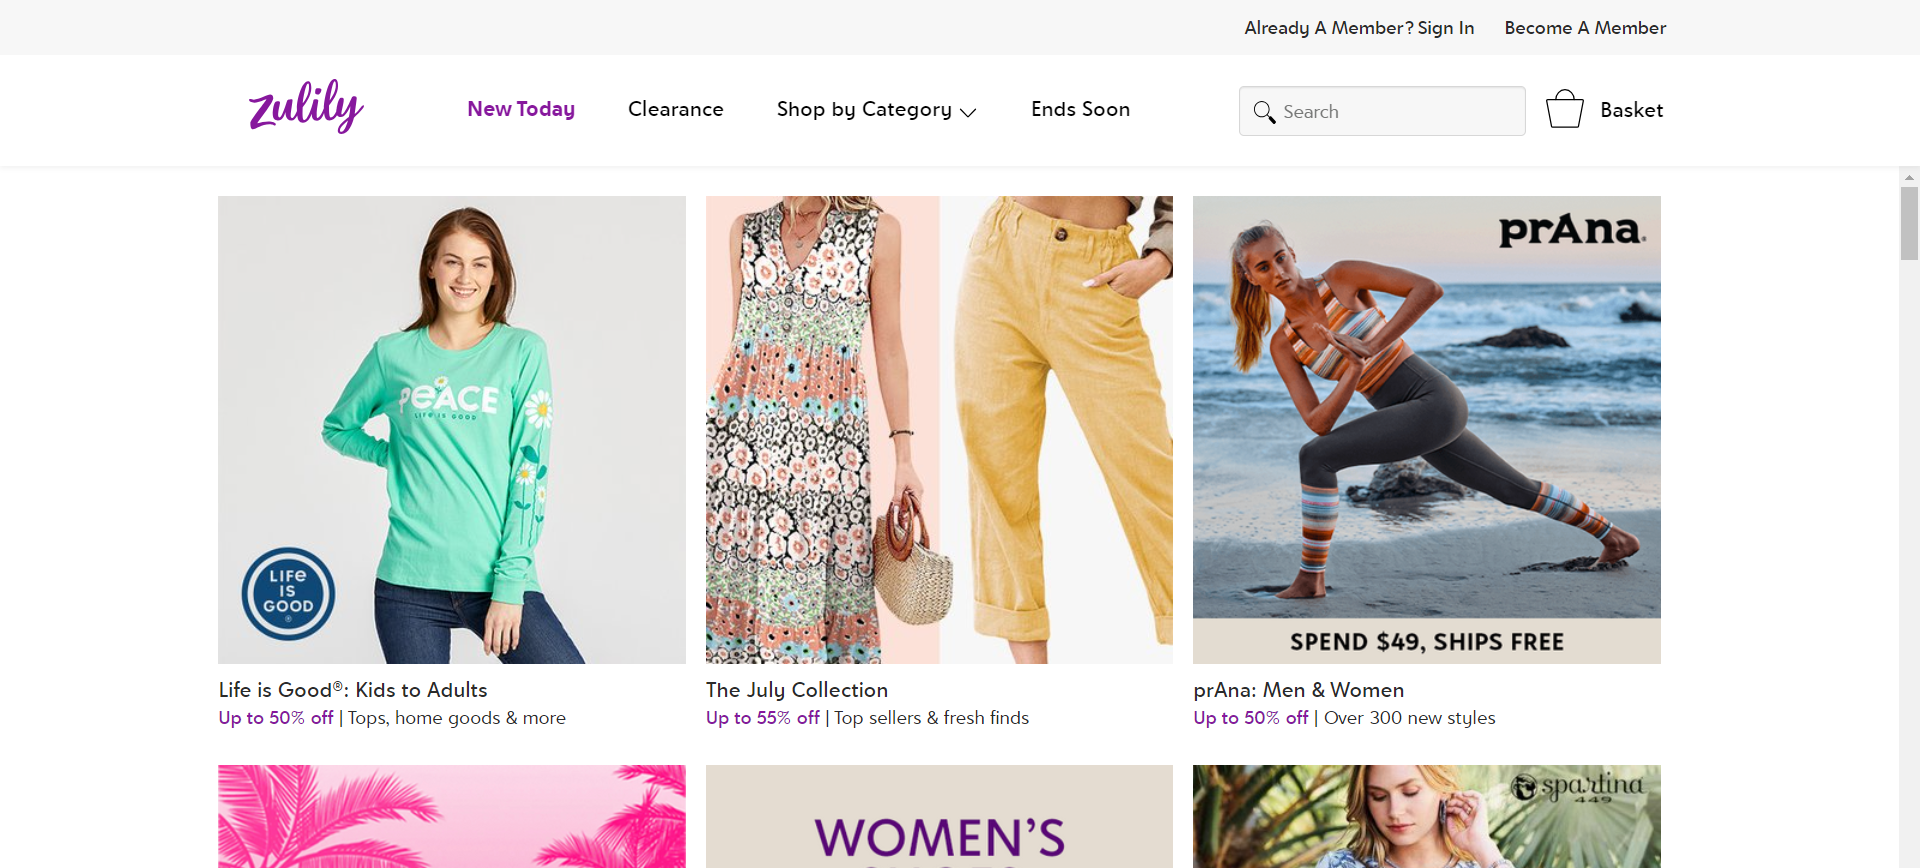 Already A Member? Sign In
Become A Member
zulily
New Today
Clearance
Shop by Category
Ends Soon
Search
Basket
PEACE
LIFE IS GOOD
LIFE
IS
GOOD
®
prAna
SPEND $49, SHIPS FREE
Life is Good®: Kids to Adults
Up to 50% off | Tops, home goods & more
The July Collection
Up to 55% off | Top sellers & fresh finds
prAna: Men & Women
Up to 50% off | Over 300 new styles
WOMEN'S
spartina
449